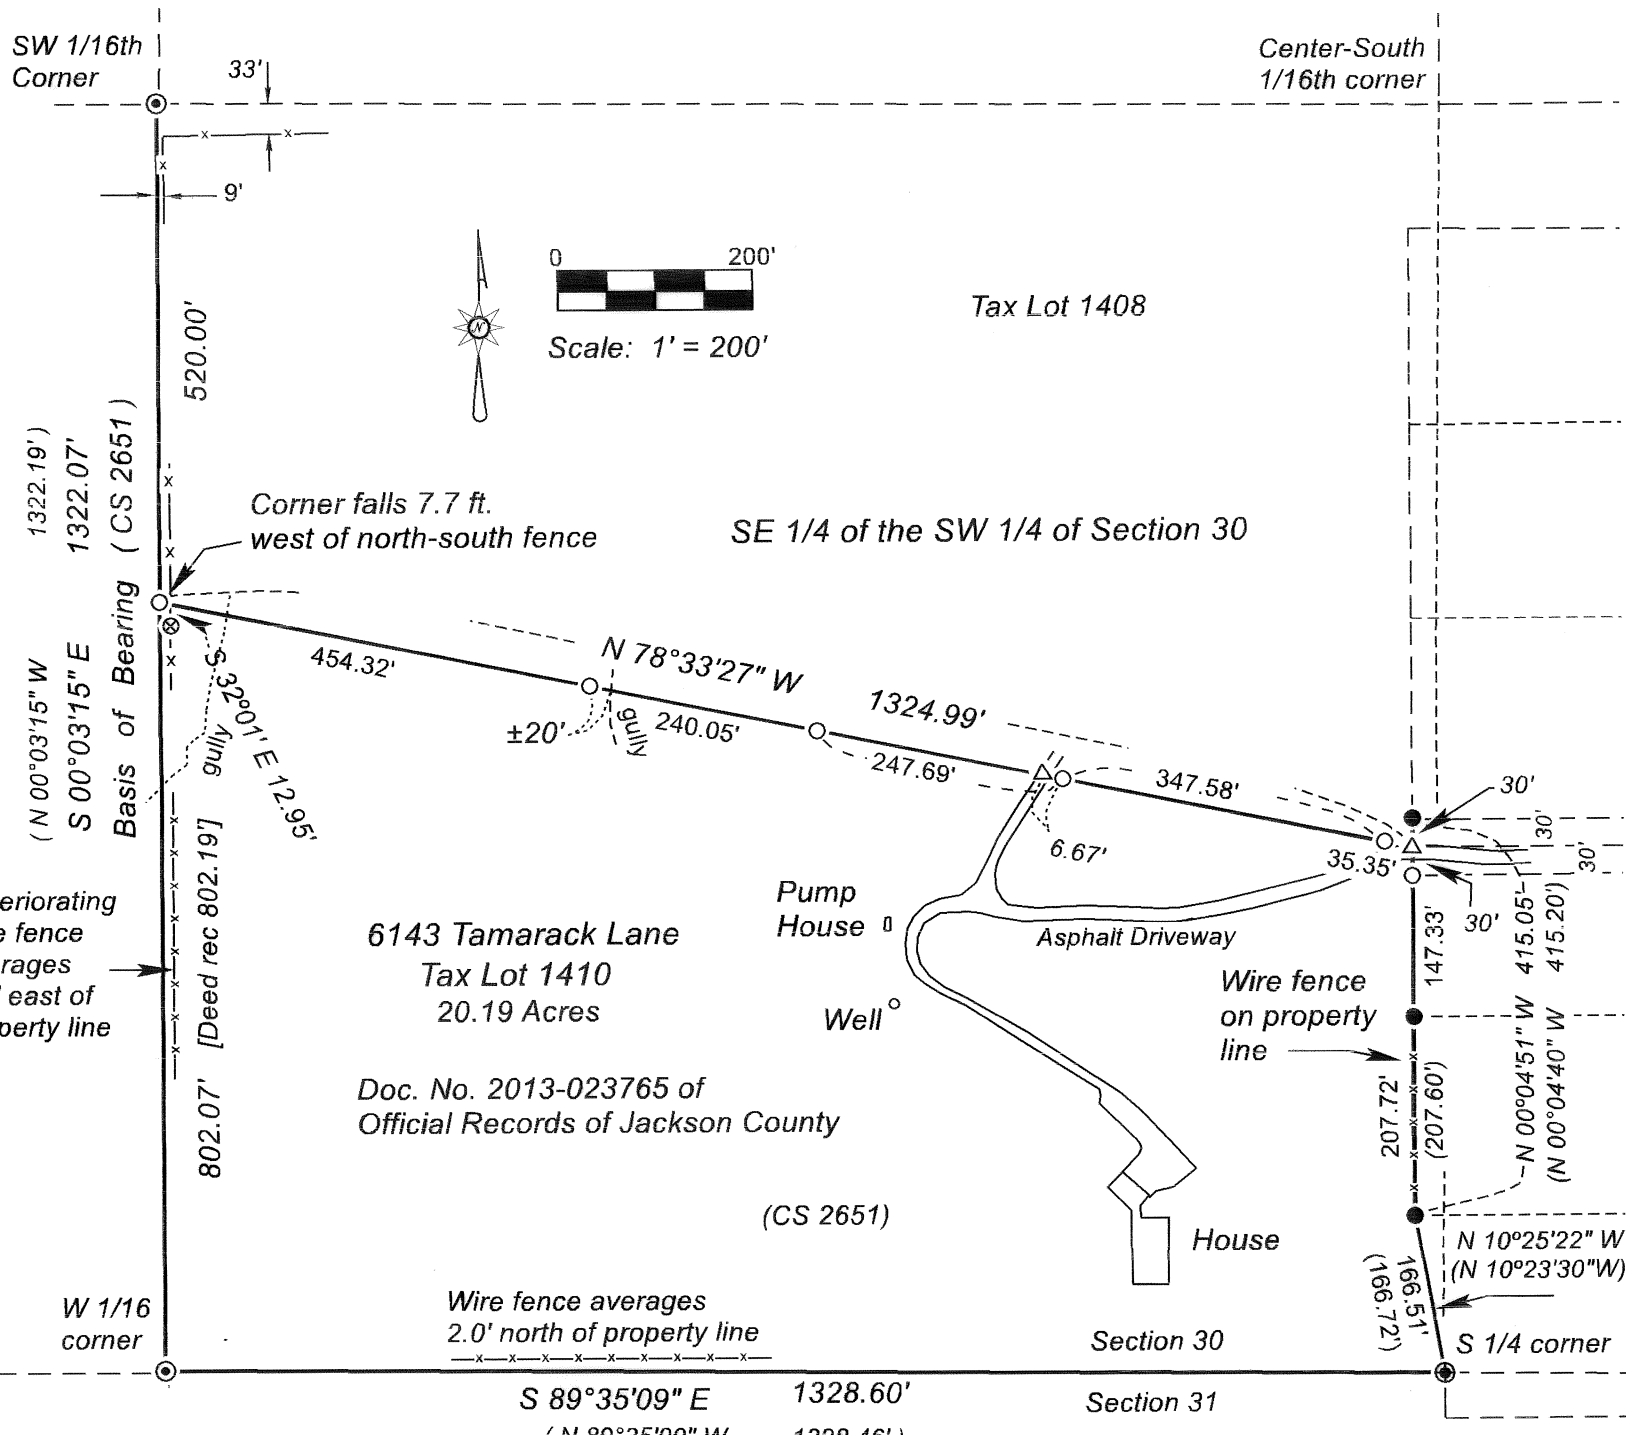 SW 1/16th
Corner
33'
Center-South
1/16th corner
9'
0 200'
Scale: 1' = 200'
N
Tax Lot 1408
520.00'
1322.19' )
1322.07'
( CS 2651 )
Corner falls 7.7 ft.
west of north-south fence
SE 1/4 of the SW 1/4 of Section 30
( N 00°03'15" W
S 00°03'15" E
Basis of Bearing
454.32'
N 78°33'27" W 1324.99'
S 32º01' E 12.95'
gully
±20'
gully
240.05'
247.69'
347.58'
6.67'
30'
30'
30'
35.35'
30'
eriorating
e fence
rages
' east of
perty line
802.07' [Deed rec 802.19']
6143 Tamarack Lane
Tax Lot 1410
20.19 Acres
Pump
House
Well
Asphalt Driveway
Wire fence
on property
line
147.33'
207.72'
(207.60')
N 00°04'51" W 415.05'
(N 00°04'40" W 415.20')
Doc. No. 2013-023765 of
Official Records of Jackson County
(CS 2651)
House
N 10º25'22" W
(N 10º23'30"W)
166.51'
(166.72')
W 1/16
corner
Wire fence averages
2.0' north of property line
Section 30
S 1/4 corner
S 89°35'09" E 1328.60'
Section 31